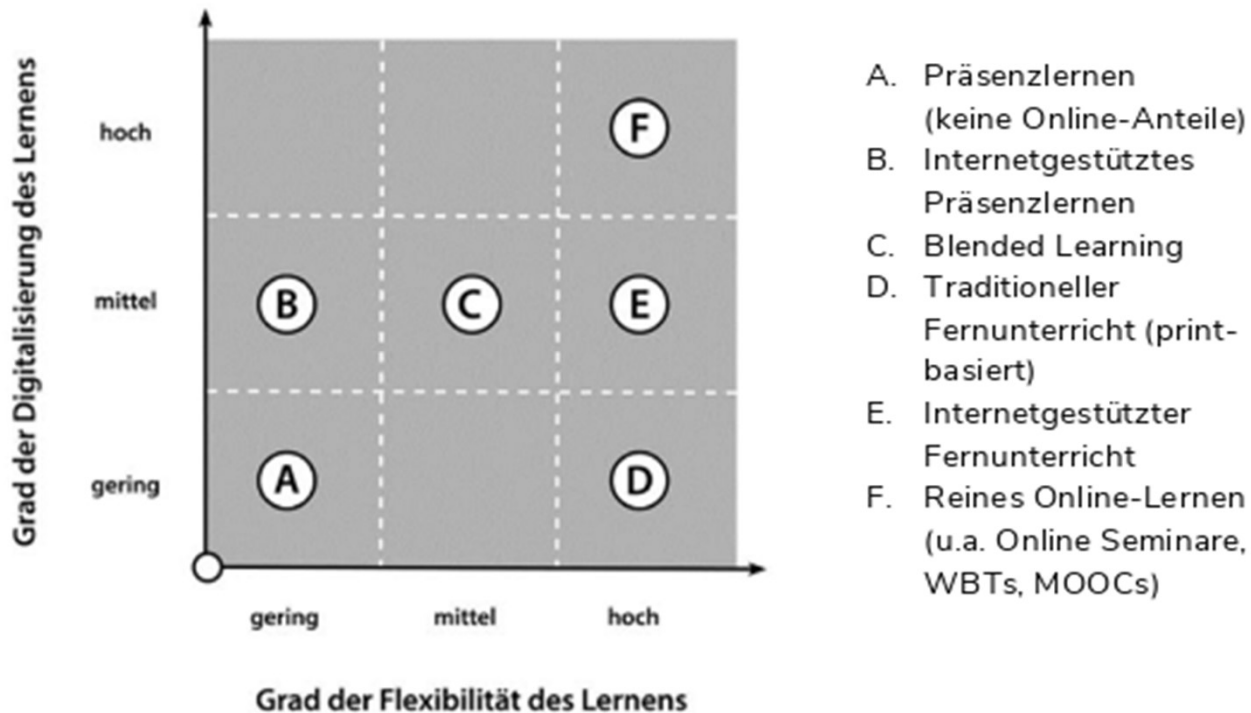 Grad der Digitalisierung des Lernens
hoch
mittel
gering
F
B
C
E
A
D
gering
mittel
hoch
Grad der Flexibilität des Lernens
A. Präsenzlernen
(keine Online-Anteile)
B. Internetgestütztes
Präsenzlernen
C. Blended Learning
D. Traditioneller
Fernunterricht (print-
basiert)
E. Internetgestützter
Fernunterricht
F. Reines Online-Lernen
(u.a. Online Seminare,
WBTs, MOOCs)